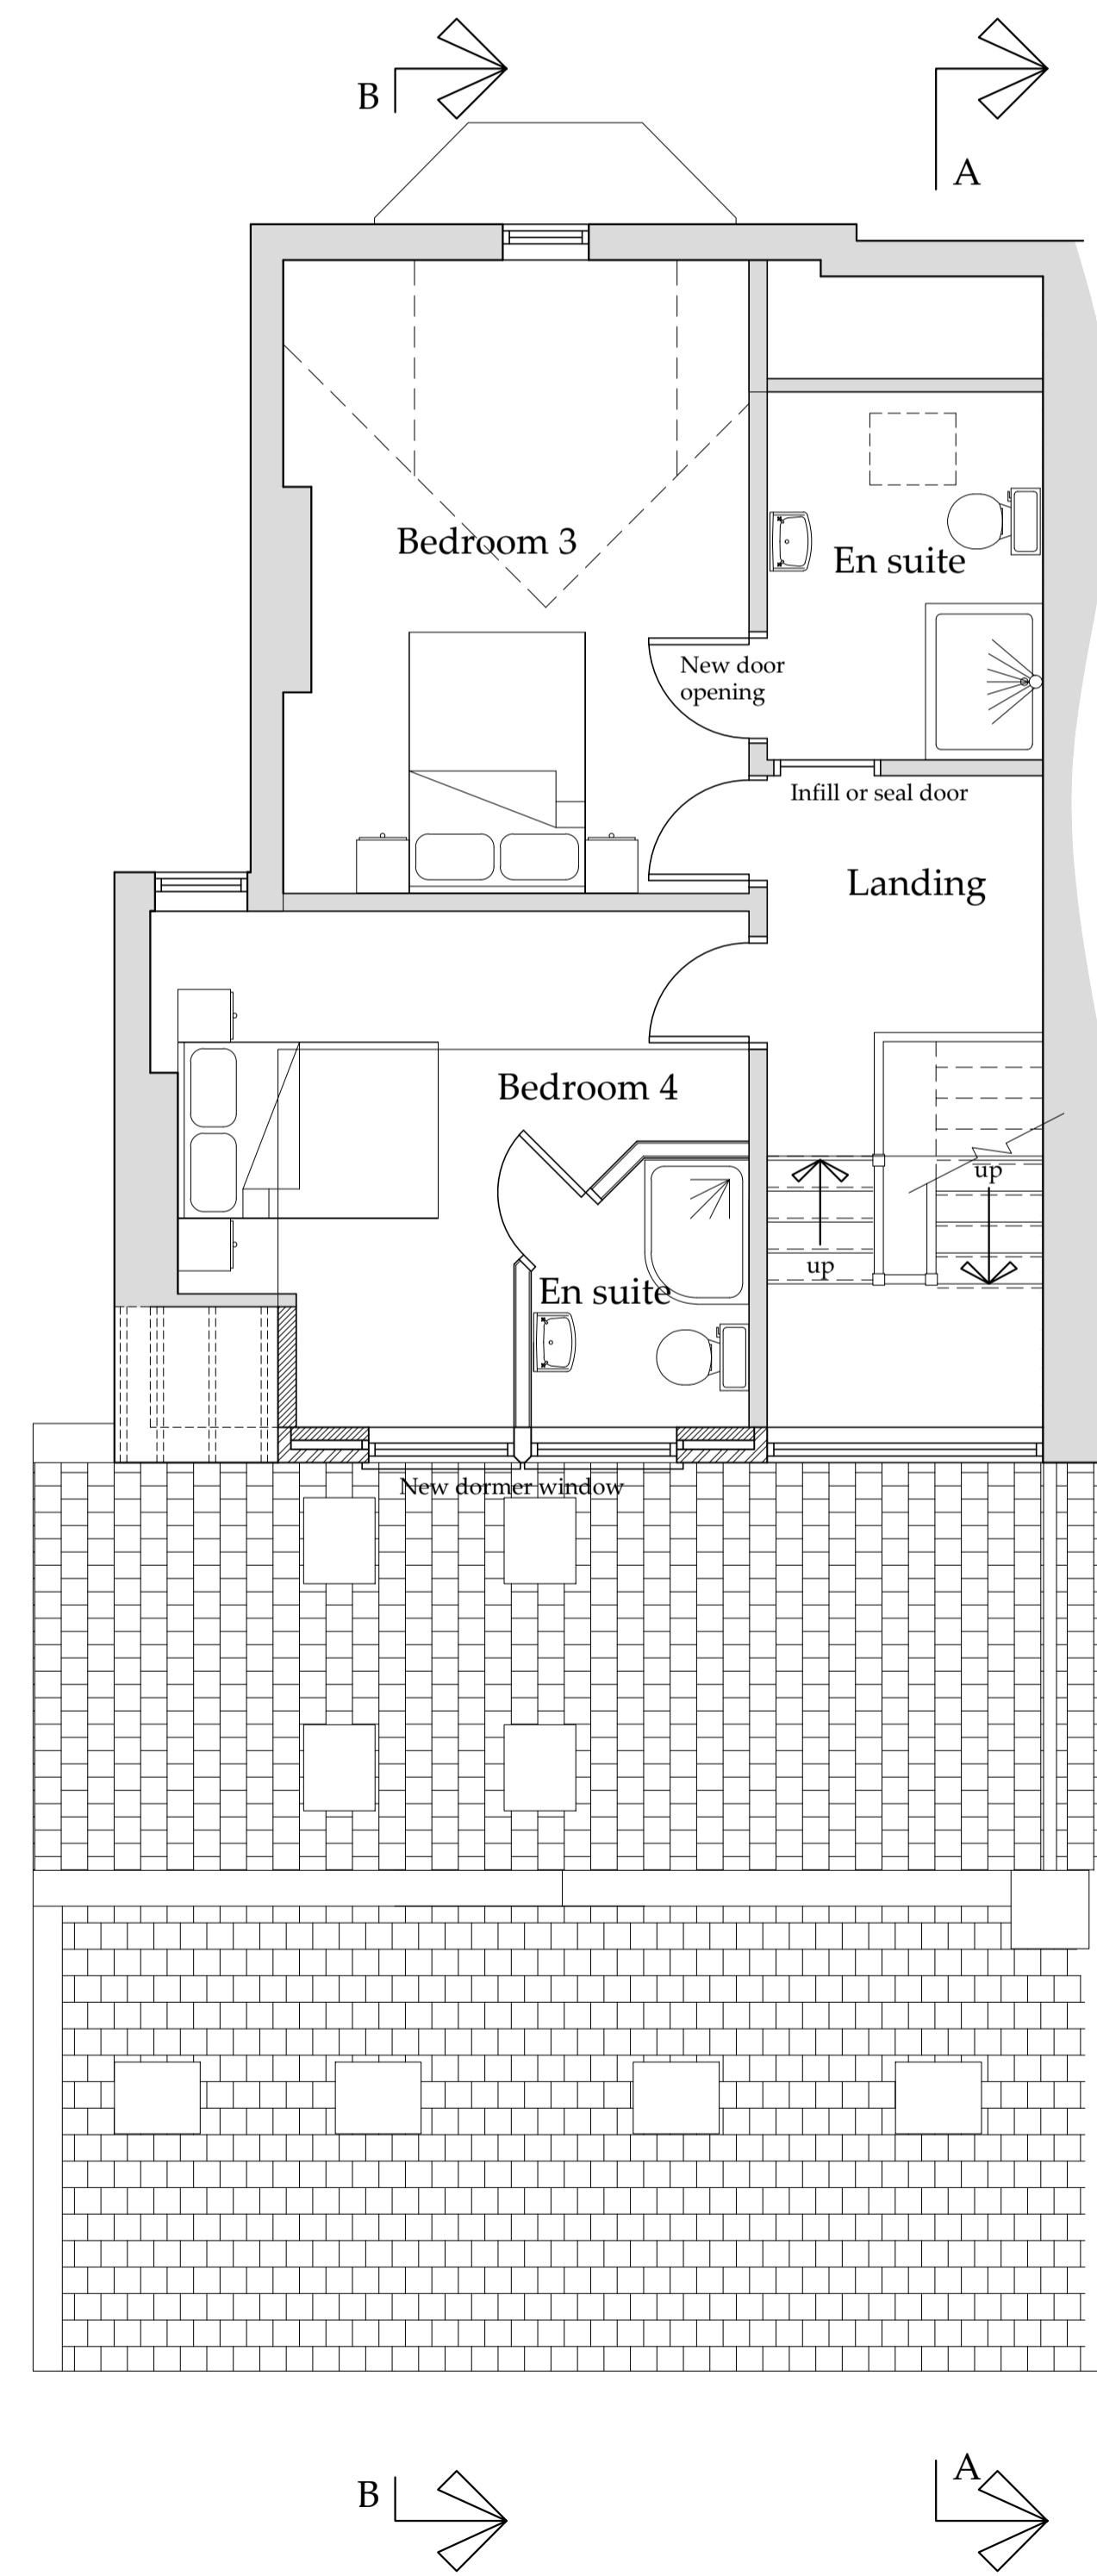 B
A
Bedroom 3
En suite
New door
opening
Infill or seal door
Landing
Bedroom 4
up
up
En suite
New dormer window
B
A